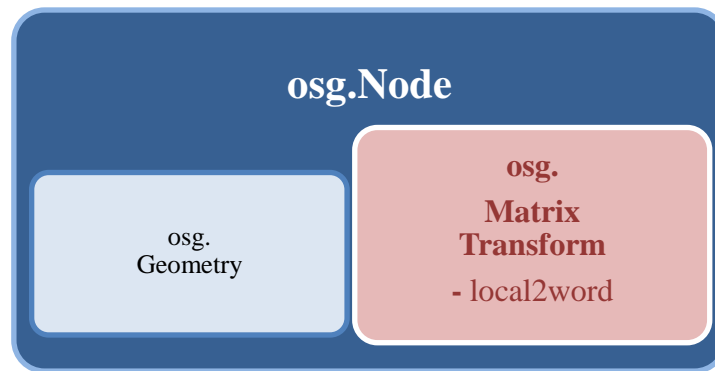 osg.Node
osg.
Geometry
osg.
Matrix
Transform
- local2word